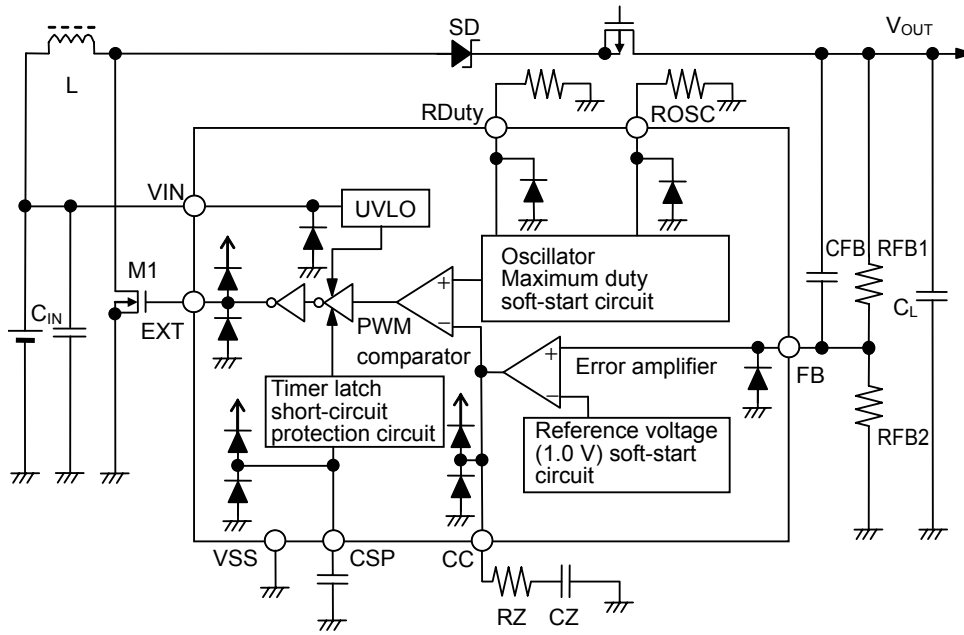 SD
VOUT
L
RDuty
ROSC
VIN
UVLO
Oscillator
Maximum duty
soft-start circuit
CFB
RFB1
M1
CIN
EXT
+
−
PWM
comparator
CL
+
−
Error amplifier
FB
Timer latch
short-circuit
protection circuit
Reference voltage
(1.0 V) soft-start
circuit
RFB2
VSS
CSP
CC
RZ
CZ